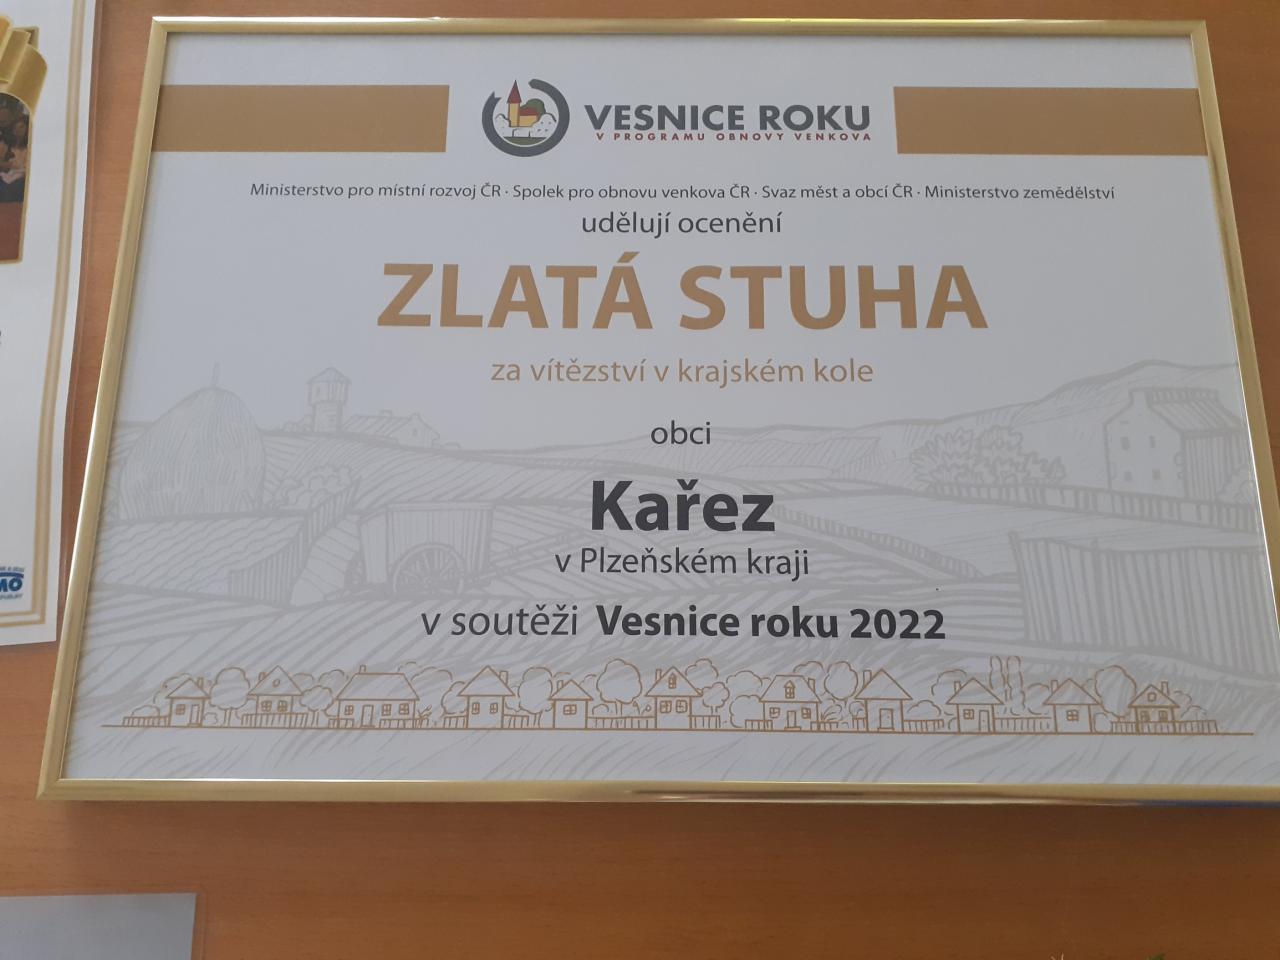 VESNICE ROKU
V PROGRAMU OBNOVY VENKOVA
Ministerstvo pro místní rozvoj ČR · Spolek pro obnovu venkova ČR · Svaz měst a obcí ČR · Ministerstvo zemědělství
udělují ocenění
ZLATÁ STUHA
za vítězství v krajském kole
obci
Kařez
v Plzeňském kraji
v soutěži Vesnice roku 2022